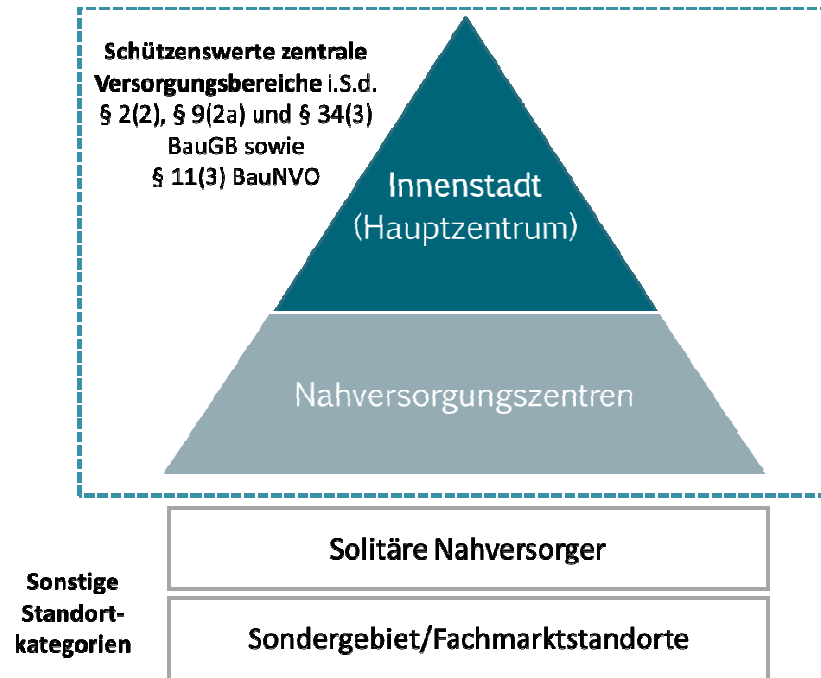 Schützenswerte zentrale
Versorgungsbereiche i.S.d.
§ 2(2), § 9(2a) und § 34(3)
BauGB sowie
§ 11(3) BauNVO
Innenstadt
(Hauptzentrum)
Nahversorgungszentren
Sonstige
Standort-
kategorien
Solitäre Nahversorger
Sondergebiet/Fachmarktstandorte